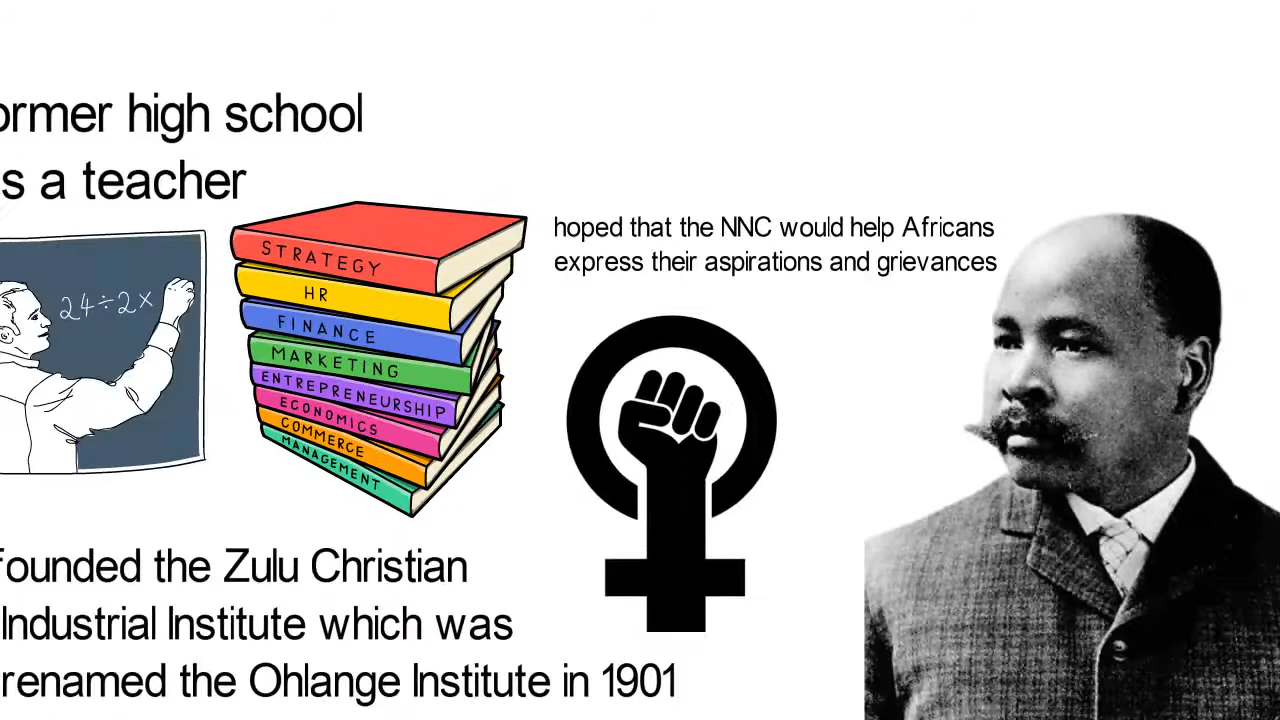 ormer high school
s a teacher
hoped that the NNC would help Africans
express their aspirations and grievances
24÷2x
STRATEGY
HR
FINANCE
MARKETING
ENTREPRENEURSHIP
ECONOMICS
COMMERCE
MANAGEMENT
founded the Zulu Christian
Industrial Institute which was
renamed the Ohlange Institute in 1901